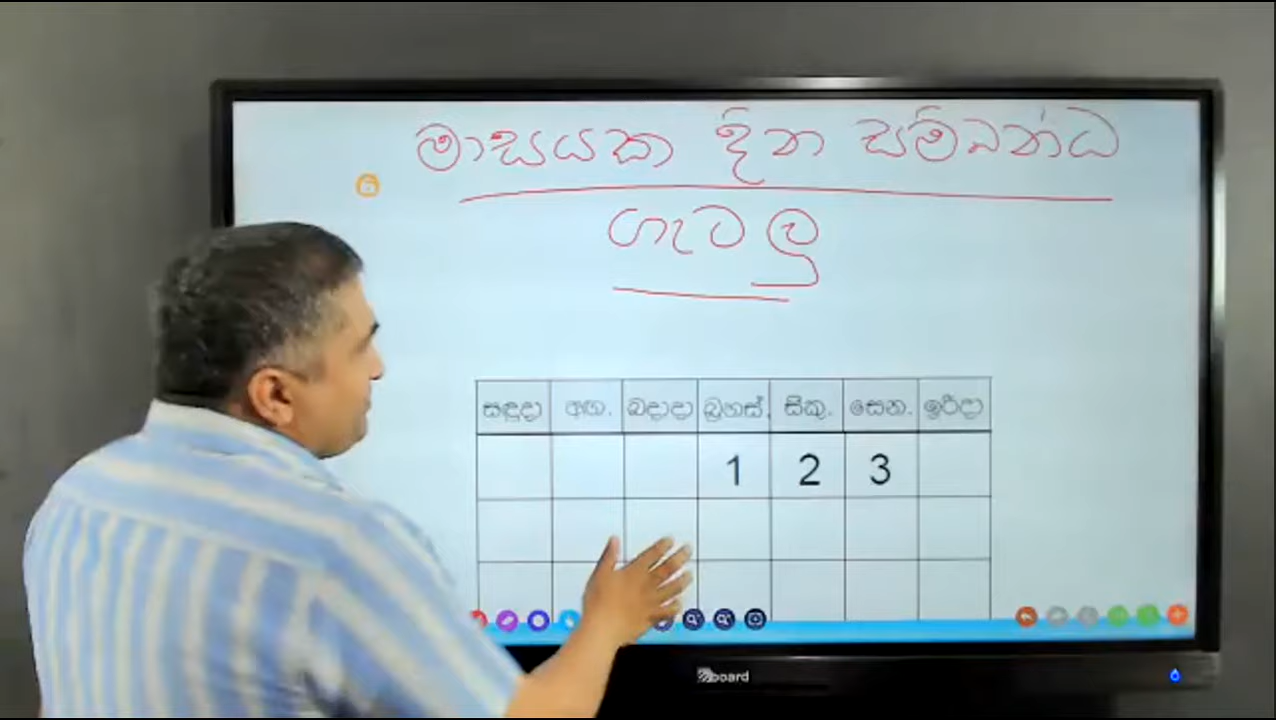 මාසයක දින සම්බන්ධ
ගැටලු
සඳුදා අඟ. බදාදා බ්‍රහස්. සිකු. සෙන. ඉරිදා
1 2 3
board